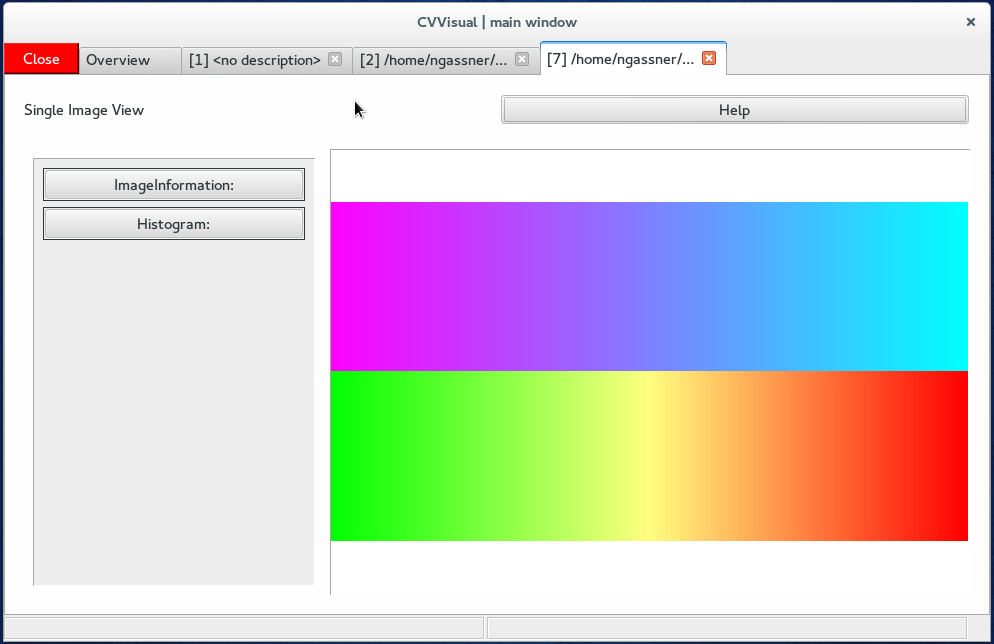 CVVisual | main window
Close Overview [1] <no description> [2] /home/ngassner/... [7] /home/ngassner/...
Single Image View Help
ImageInformation:
Histogram: